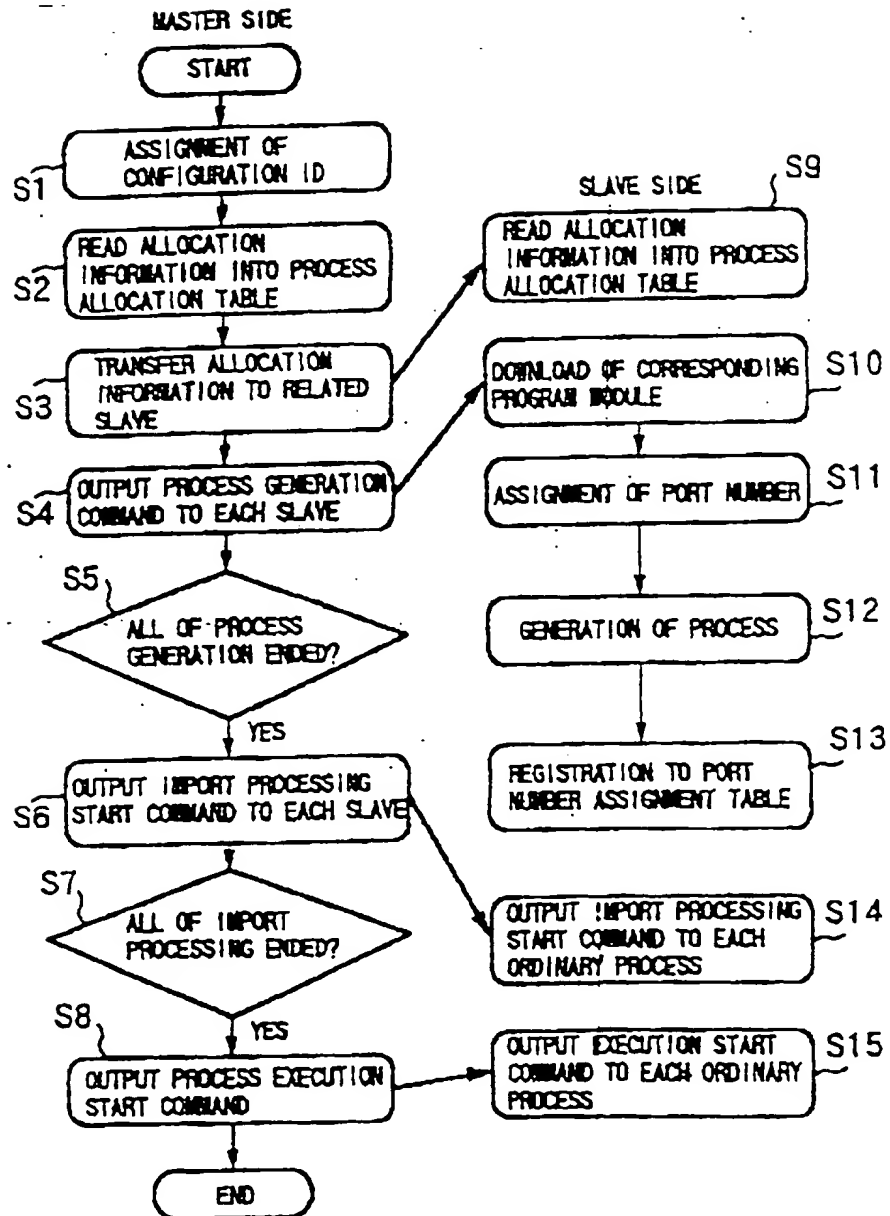 MASTER SIDE
START
S1
ASSIGNMENT OF
CONFIGURATION ID
S2
READ ALLOCATION
INFORMATION INTO PROCESS
ALLOCATION TABLE
S3
TRANSFER ALLOCATION
INFORMATION TO RELATED
SLAVE
S4
OUTPUT PROCESS GENERATION
COMMAND TO EACH SLAVE
S5
ALL OF PROCESS
GENERATION ENDED?
YES
S6
OUTPUT IMPORT PROCESSING
START COMMAND TO EACH SLAVE
S7
ALL OF IMPORT
PROCESSING ENDED?
YES
S8
OUTPUT PROCESS EXECUTION
START COMMAND
END
SLAVE SIDE
S9
READ ALLOCATION
INFORMATION INTO PROCESS
ALLOCATION TABLE
S10
DOWNLOAD OF CORRESPONDING
PROGRAM MODULE
S11
ASSIGNMENT OF PORT NUMBER
S12
GENERATION OF PROCESS
S13
REGISTRATION TO PORT
NUMBER ASSIGNMENT TABLE
S14
OUTPUT IMPORT PROCESSING
START COMMAND TO EACH
ORDINARY PROCESS
S15
OUTPUT EXECUTION START
COMMAND TO EACH ORDINARY
PROCESS